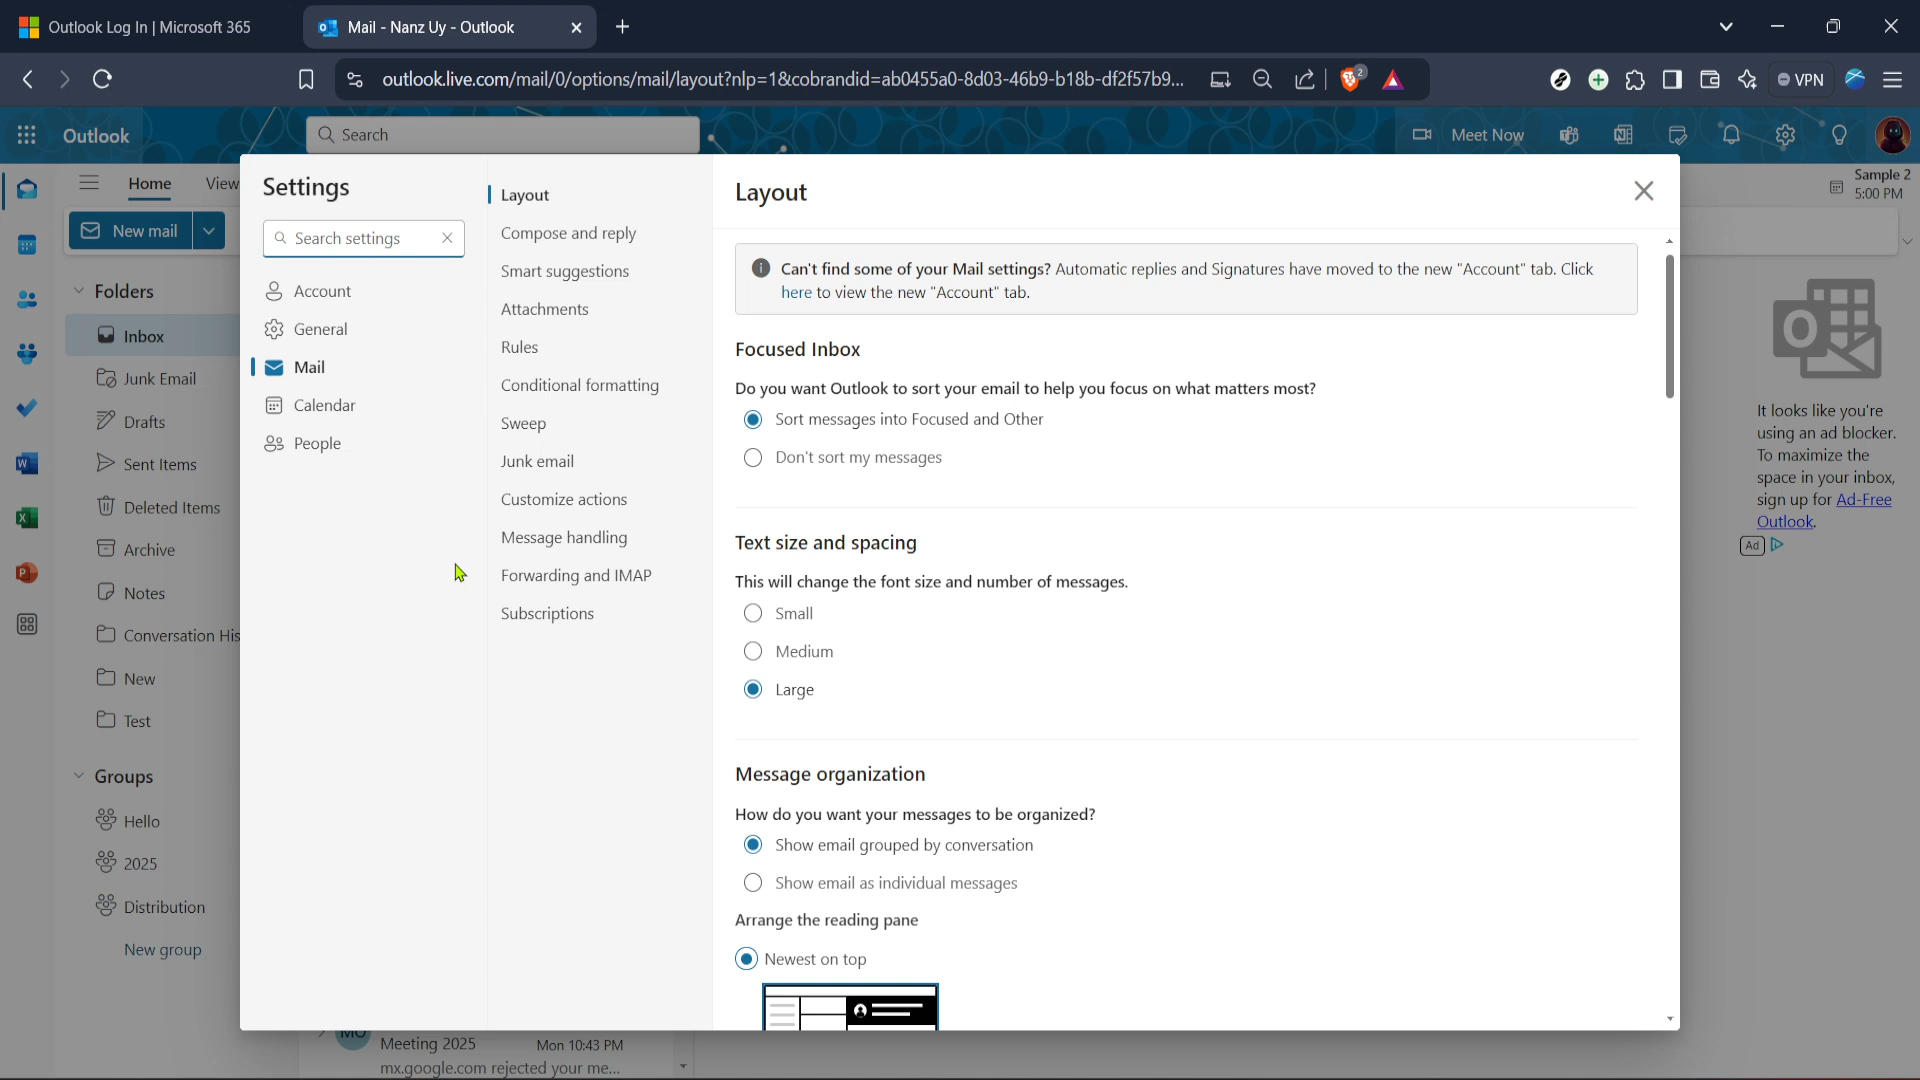 Outlook Log In | Microsoft 365
Mail - Nanz Uy - Outlook
outlook.live.com/mail/0/options/mail/layout?nlp=1&cobrandid=ab0455a0-8d03-46b9-b18b-df2f57b9...
2
VPN
Outlook
Search
Meet Now
Home
View
Sample 2
5:00 PM
New mail
Folders
Inbox
Junk Email
Drafts
Sent Items
Deleted Items
Archive
Notes
Conversation His
New
Test
Groups
Hello
2025
Distribution
New group
Settings
Search settings
Account
General
Mail
Calendar
People
Layout
Compose and reply
Smart suggestions
Attachments
Rules
Conditional formatting
Sweep
Junk email
Customize actions
Message handling
Forwarding and IMAP
Subscriptions
Layout
Can't find some of your Mail settings? Automatic replies and Signatures have moved to the new "Account" tab. Click
here to view the new "Account" tab.
Focused Inbox
Do you want Outlook to sort your email to help you focus on what matters most?
Sort messages into Focused and Other
Don't sort my messages
Text size and spacing
This will change the font size and number of messages.
Small
Medium
Large
Message organization
How do you want your messages to be organized?
Show email grouped by conversation
Show email as individual messages
Arrange the reading pane
Newest on top
It looks like you're
using an ad blocker.
To maximize the
space in your inbox,
sign up for Ad-Free
Outlook.
Ad
MO
Meeting 2025
Mon 10:43 PM
mx.google.com rejected your me...